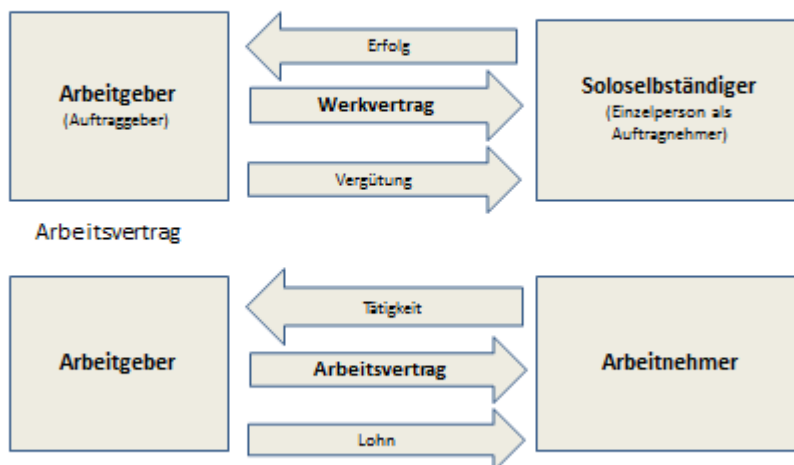 Erfolg
Arbeitgeber
(Auftraggeber)
Werkvertrag
Soloselbständiger
(Einzelperson als
Auftragnehmer)
Vergütung
Arbeitsvertrag
Tätigkeit
Arbeitgeber
Arbeitsvertrag
Arbeitnehmer
Lohn